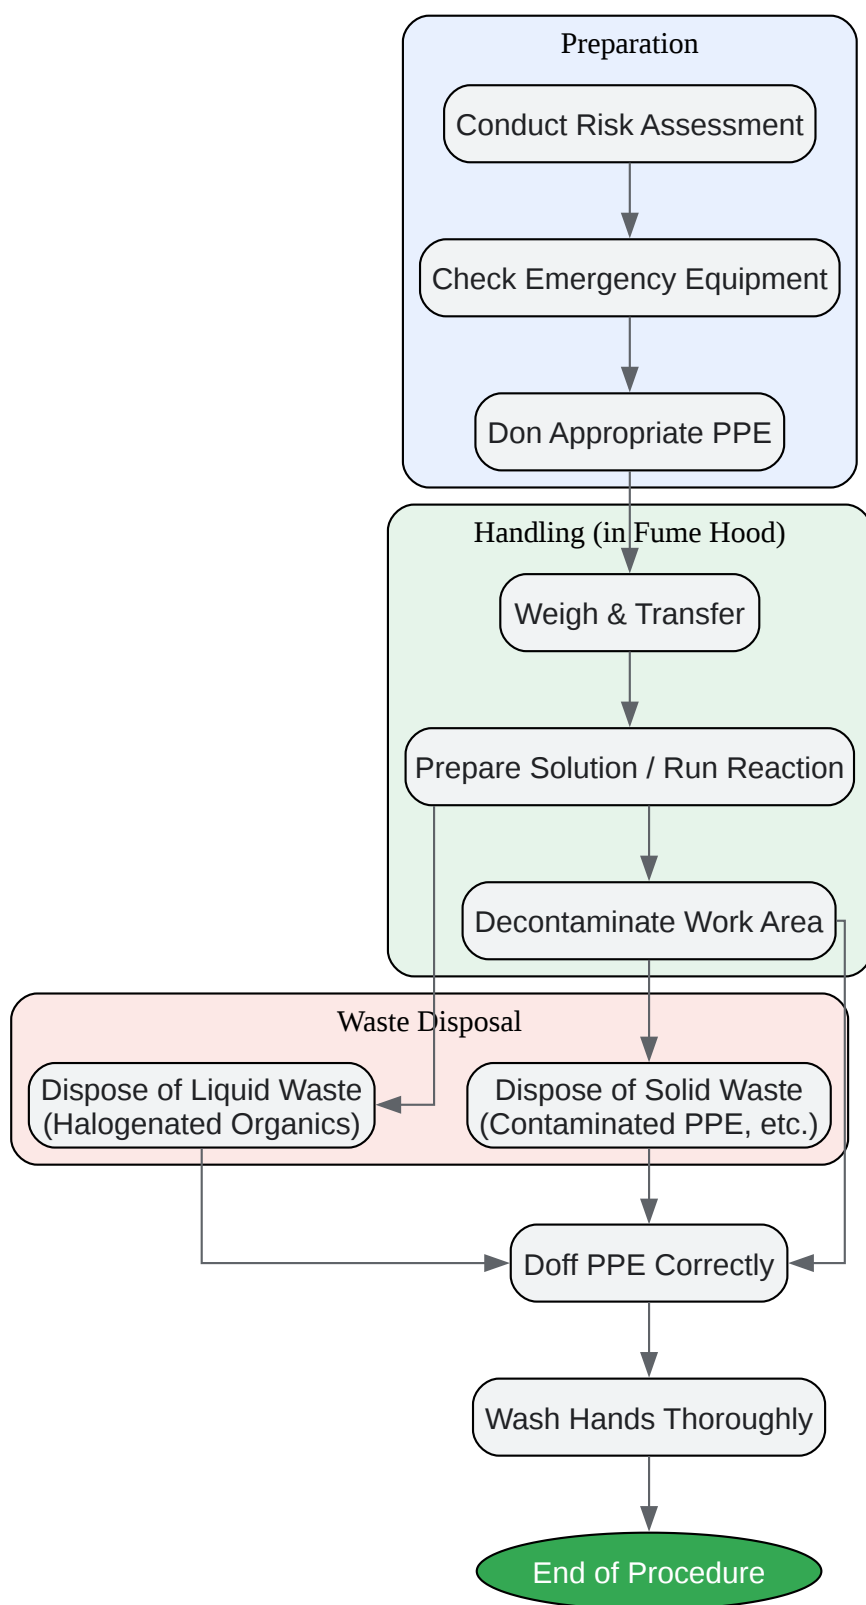 Preparation
Conduct Risk Assessment
Check Emergency Equipment
Don Appropriate PPE
Handling (in Fume Hood)
Weigh & Transfer
Prepare Solution / Run Reaction
Decontaminate Work Area
Waste Disposal
Dispose of Liquid Waste
(Halogenated Organics)
Dispose of Solid Waste
(Contaminated PPE, etc.)
Doff PPE Correctly
Wash Hands Thoroughly
End of Procedure